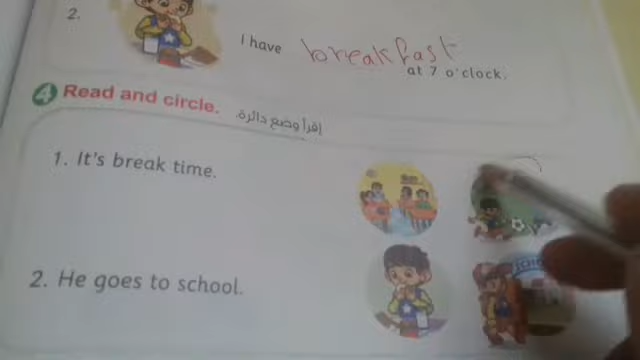 2.
I have breakfast at 7 o'clock.
4 Read and circle. إقرأ وضع دائرة.
1. It's break time.
2. He goes to school.